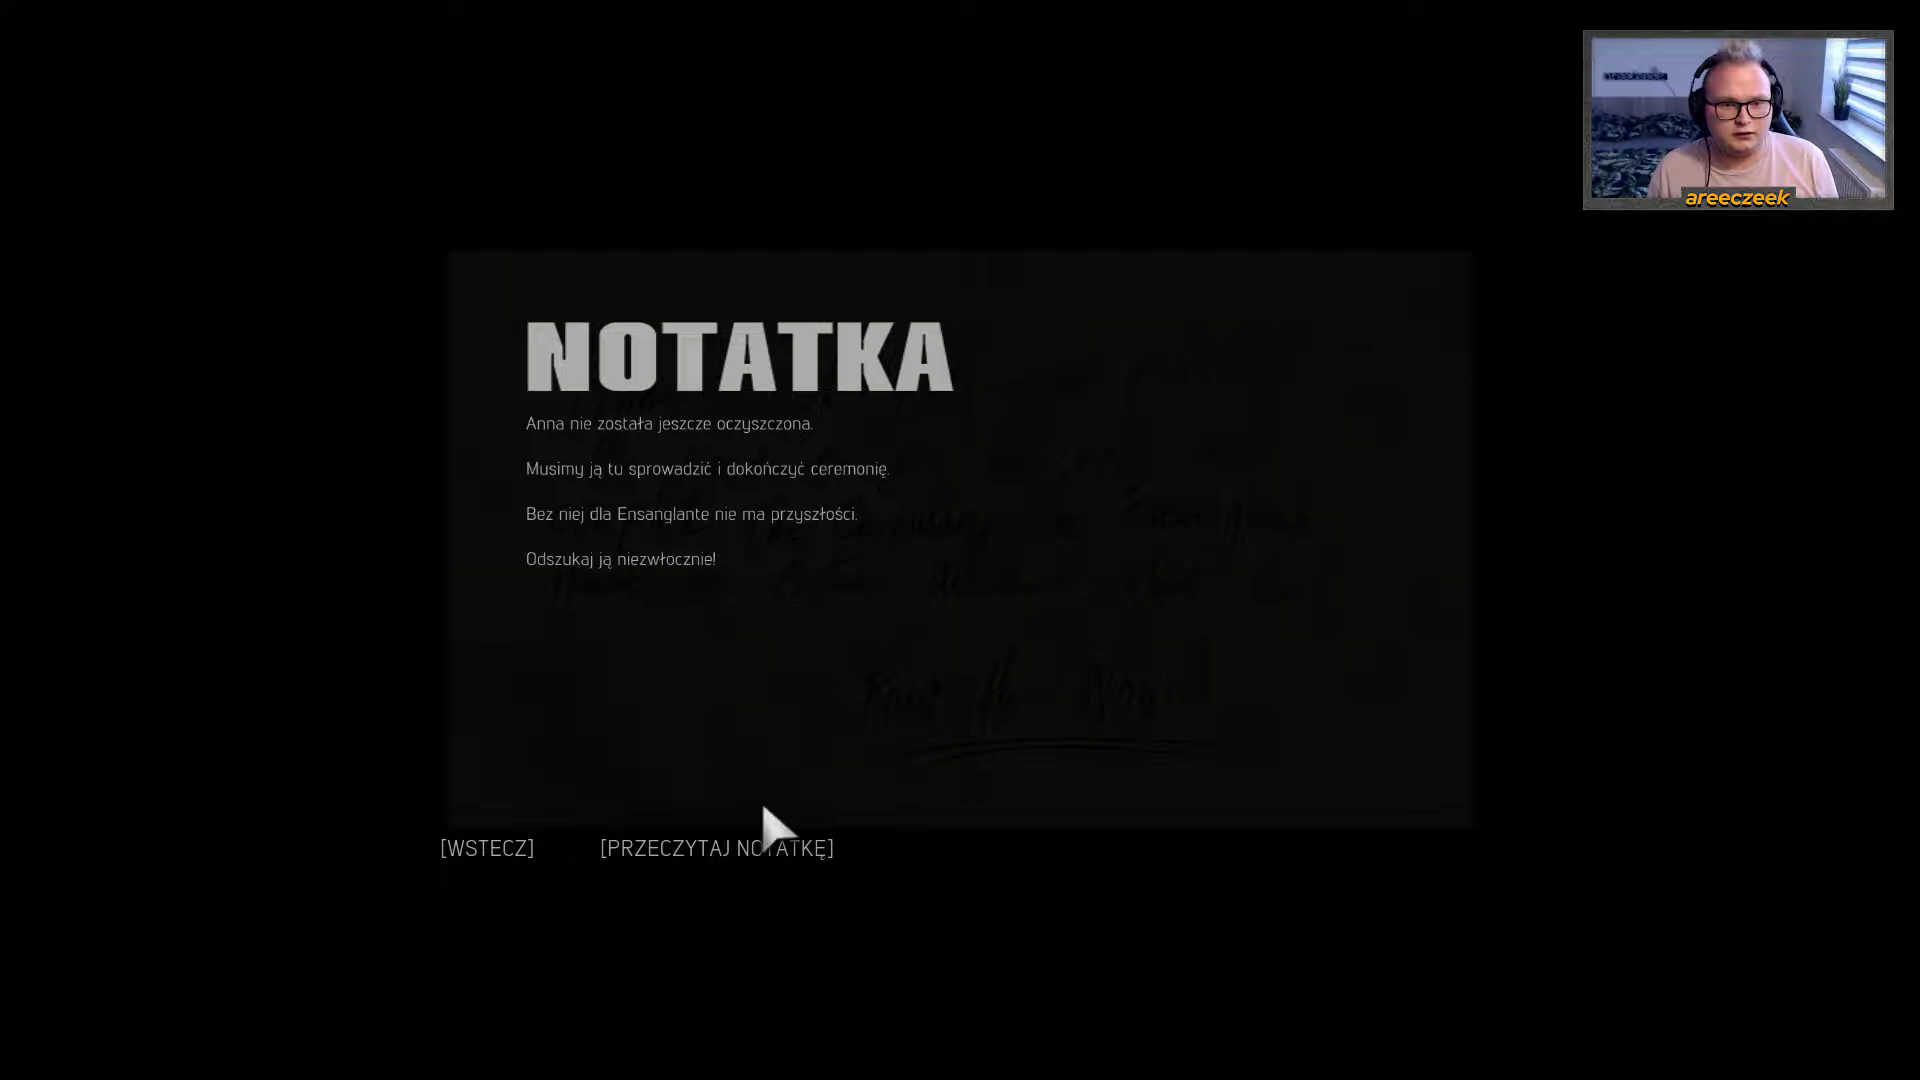 areeczeek
NOTATKA
Anna nie została jeszcze oczyszczona.
Musimy ją tu sprowadzić i dokończyć ceremonię.
Bez niej dla Ensanglante nie ma przyszłości.
Odszukaj ją niezwłocznie!
[WSTECZ] [PRZECZYTAJ NOTATKĘ]